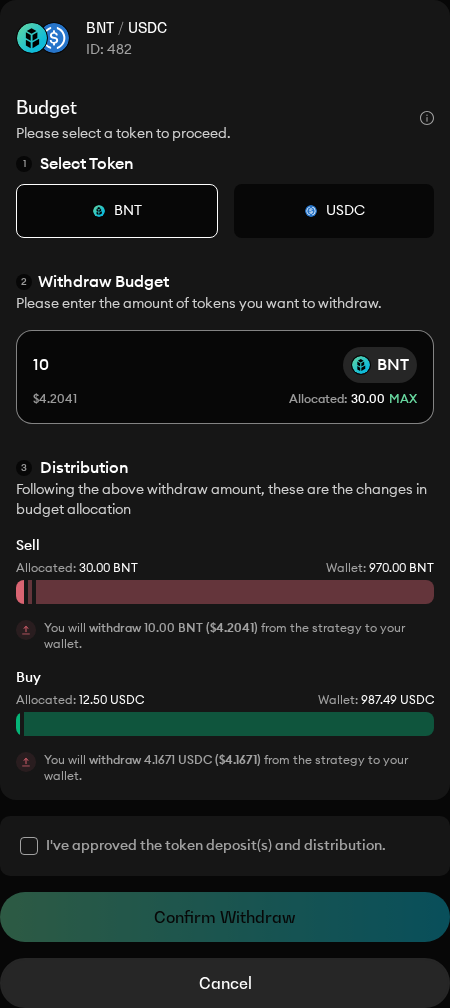 BNT / USDC
ID: 482
Budget
Please select a token to proceed.
1 Select Token
BNT
USDC
2 Withdraw Budget
Please enter the amount of tokens you want to withdraw.
10
BNT
$4.2041
Allocated: 30.00 MAX
3 Distribution
Following the above withdraw amount, these are the changes in
budget allocation
Sell
Allocated: 30.00 BNT
Wallet: 970.00 BNT
You will withdraw 10.00 BNT ($4.2041) from the strategy to your
wallet.
Buy
Allocated: 12.50 USDC
Wallet: 987.49 USDC
You will withdraw 4.1671 USDC ($4.1671) from the strategy to your
wallet.
I've approved the token deposit(s) and distribution.
Confirm Withdraw
Cancel